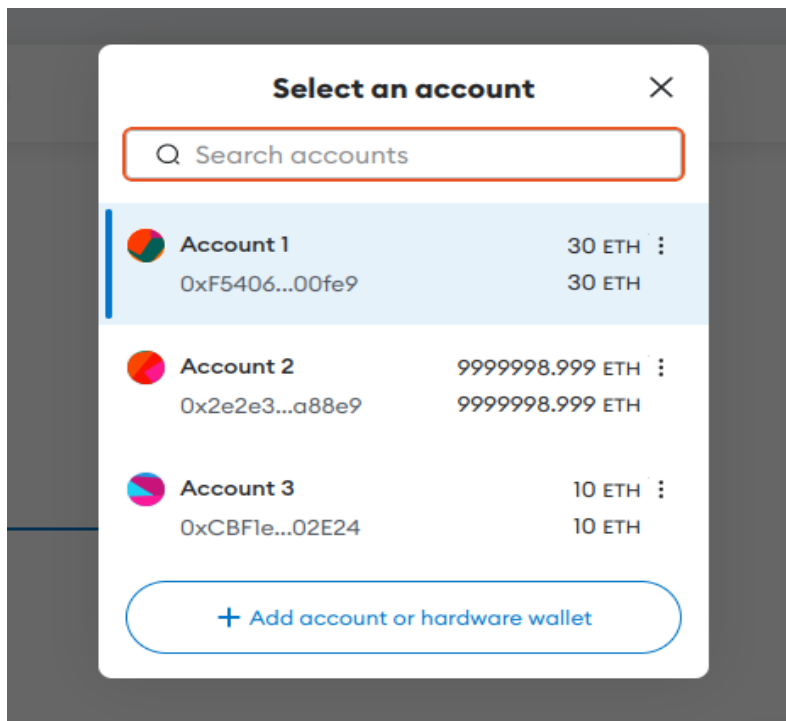 Select an account
Search accounts
Account 1 30 ETH
0xF5406...00fe9 30 ETH
Account 2 9999998.999 ETH
0x2e2e3...a88e9 9999998.999 ETH
Account 3 10 ETH
0xCBF1e...02E24 10 ETH
+ Add account or hardware wallet